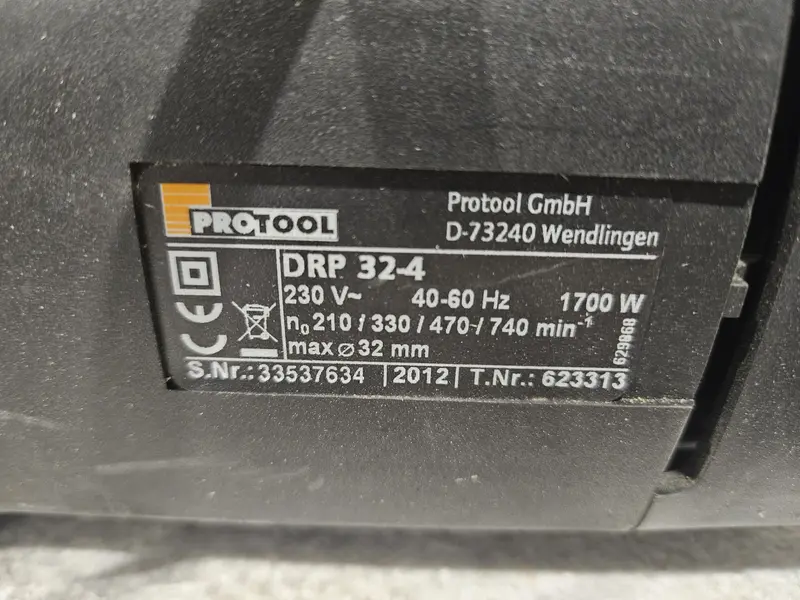 PROTOOL
Protool GmbH
D-73240 Wendlingen
DRP 32-4
230 V~ 40-60 Hz 1700 W
n₀ 210 / 330 / 470 / 740 min⁻¹
max ⌀ 32 mm
629868
S.Nr.: 33537634 | 2012 | T.Nr.: 623313
CE